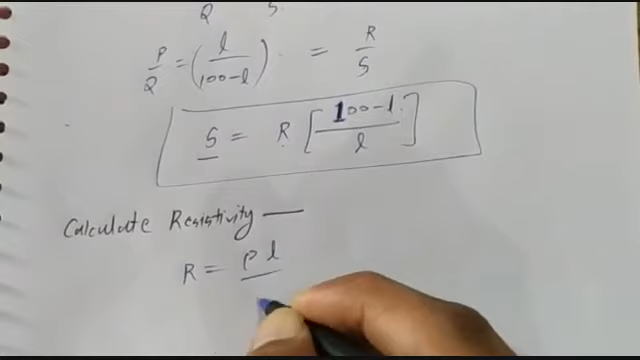 Q S
P/Q = (l/100-l) = R/S
S = R [100-l/l]
Calculate Resistivity —
R = ρl